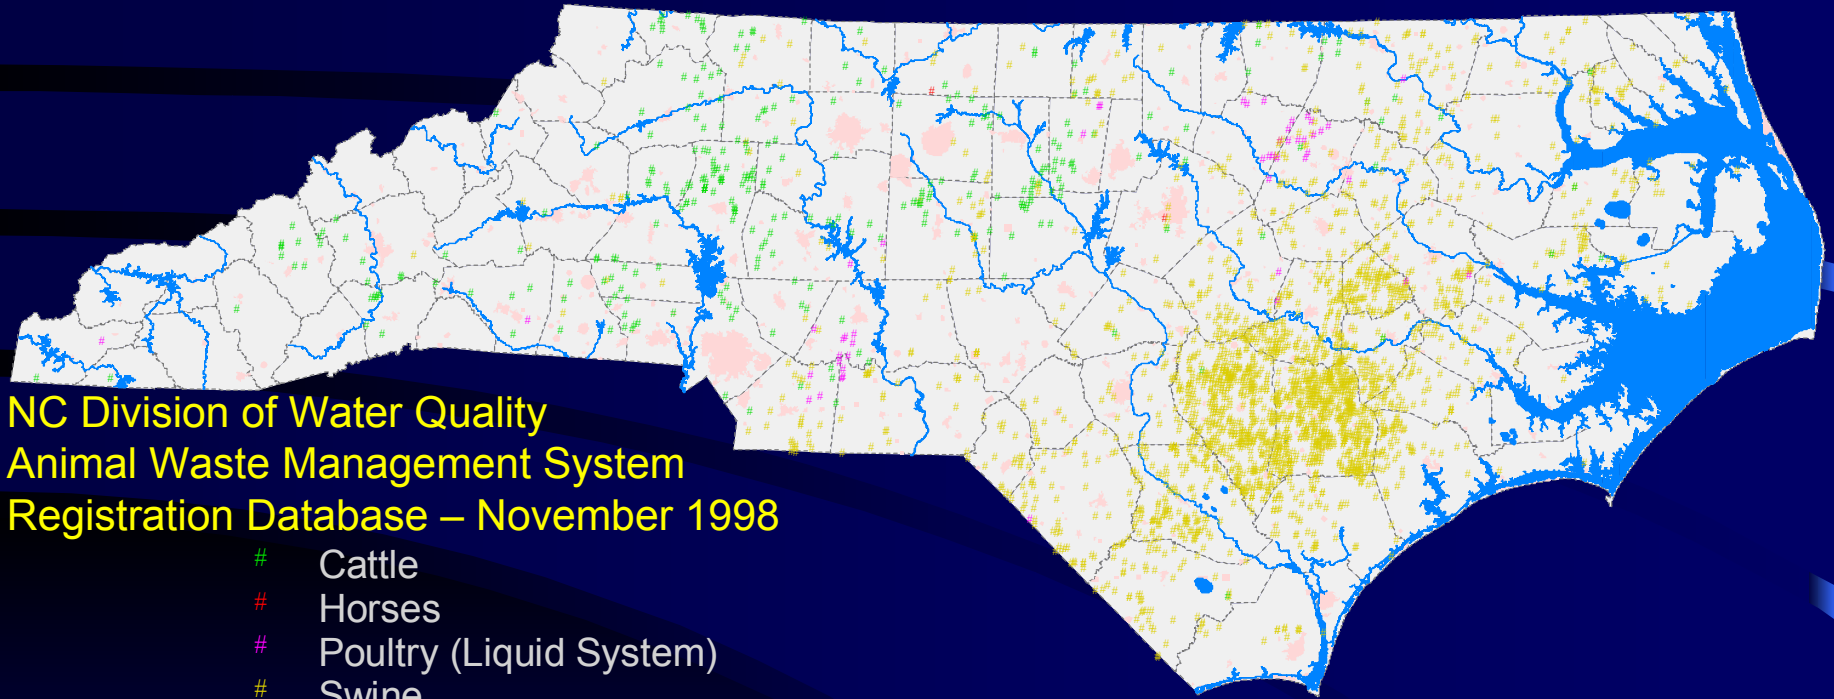 NC Division of Water Quality
Animal Waste Management System
Registration Database – November 1998
# Cattle
# Horses
# Poultry (Liquid System)
# Swine